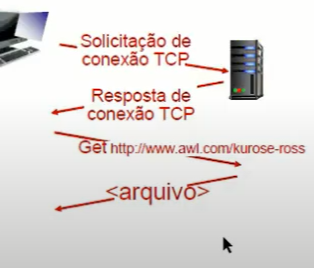 Solicitação de
conexão TCP
Resposta de
conexão TCP
Get http://www.awl.com/kurose-ross
<arquivo>